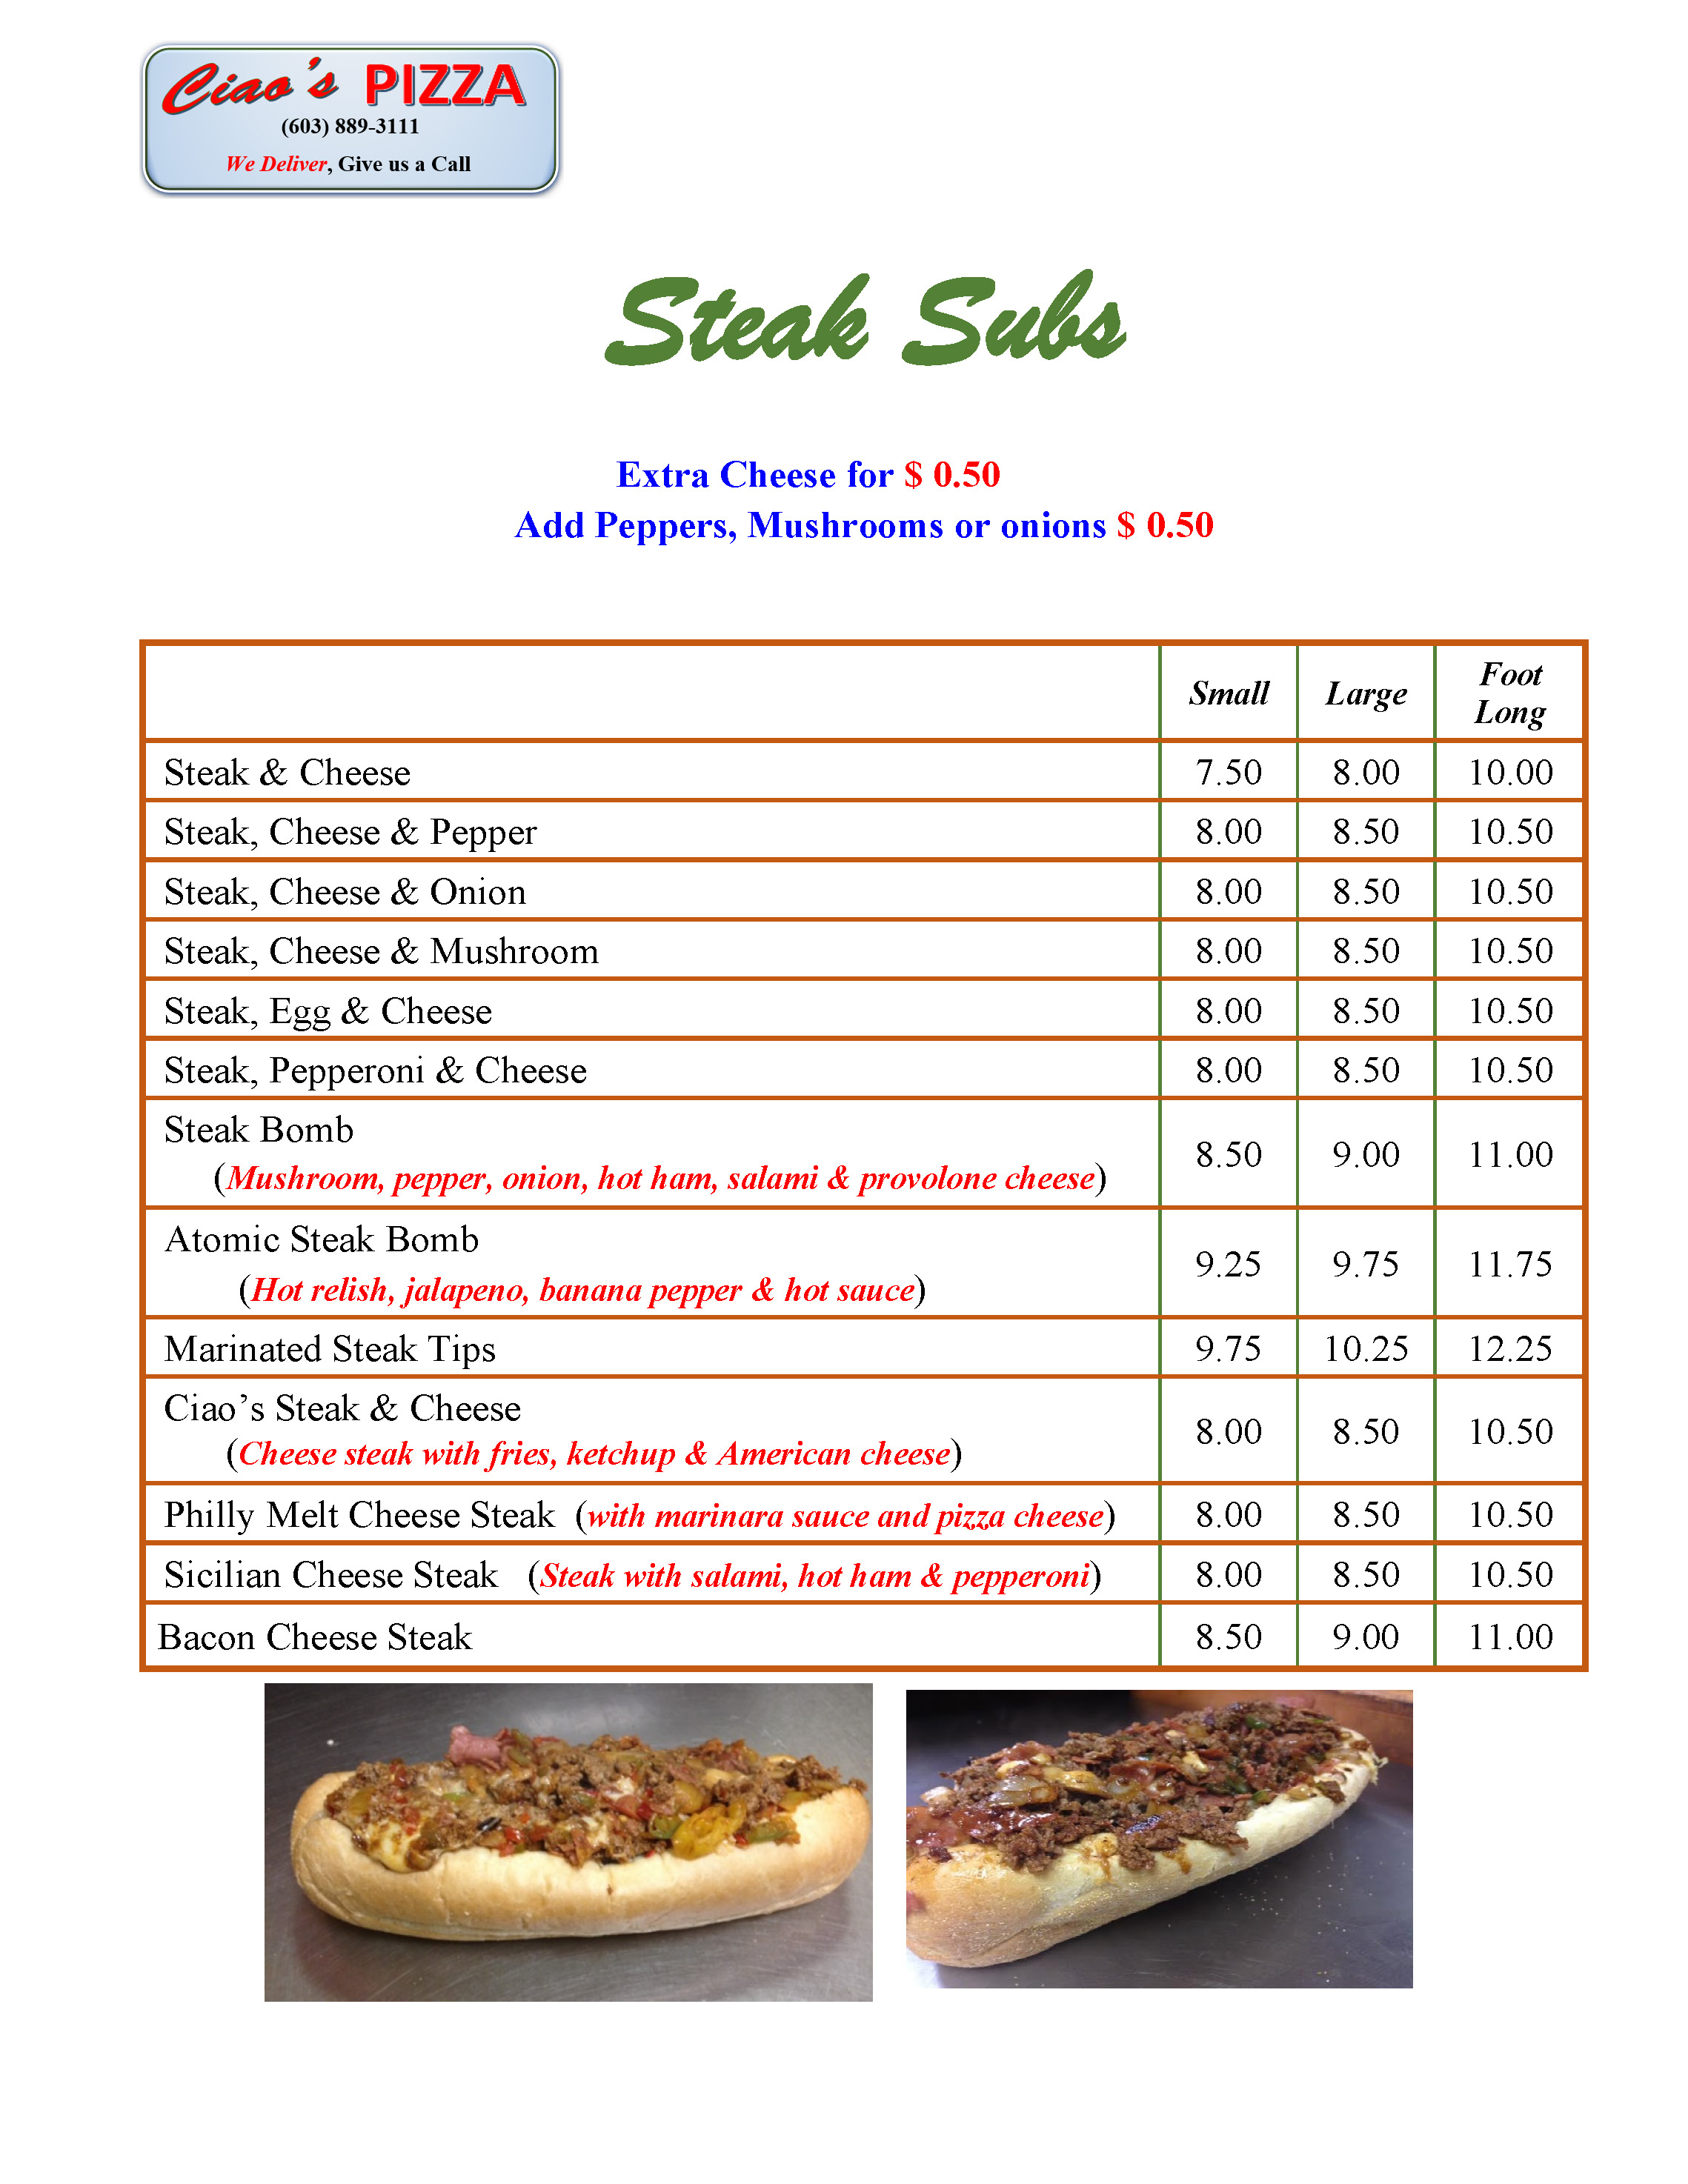 Ciao's PIZZA
(603) 889-3111
We Deliver, Give us a Call
Steak Subs
Extra Cheese for $ 0.50
Add Peppers, Mushrooms or onions $ 0.50
Small Large Foot Long
Steak & Cheese 7.50 8.00 10.00
Steak, Cheese & Pepper 8.00 8.50 10.50
Steak, Cheese & Onion 8.00 8.50 10.50
Steak, Cheese & Mushroom 8.00 8.50 10.50
Steak, Egg & Cheese 8.00 8.50 10.50
Steak, Pepperoni & Cheese 8.00 8.50 10.50
Steak Bomb
(Mushroom, pepper, onion, hot ham, salami & provolone cheese) 8.50 9.00 11.00
Atomic Steak Bomb
(Hot relish, jalapeno, banana pepper & hot sauce) 9.25 9.75 11.75
Marinated Steak Tips 9.75 10.25 12.25
Ciao’s Steak & Cheese
(Cheese steak with fries, ketchup & American cheese) 8.00 8.50 10.50
Philly Melt Cheese Steak (with marinara sauce and pizza cheese) 8.00 8.50 10.50
Sicilian Cheese Steak (Steak with salami, hot ham & pepperoni) 8.00 8.50 10.50
Bacon Cheese Steak 8.50 9.00 11.00